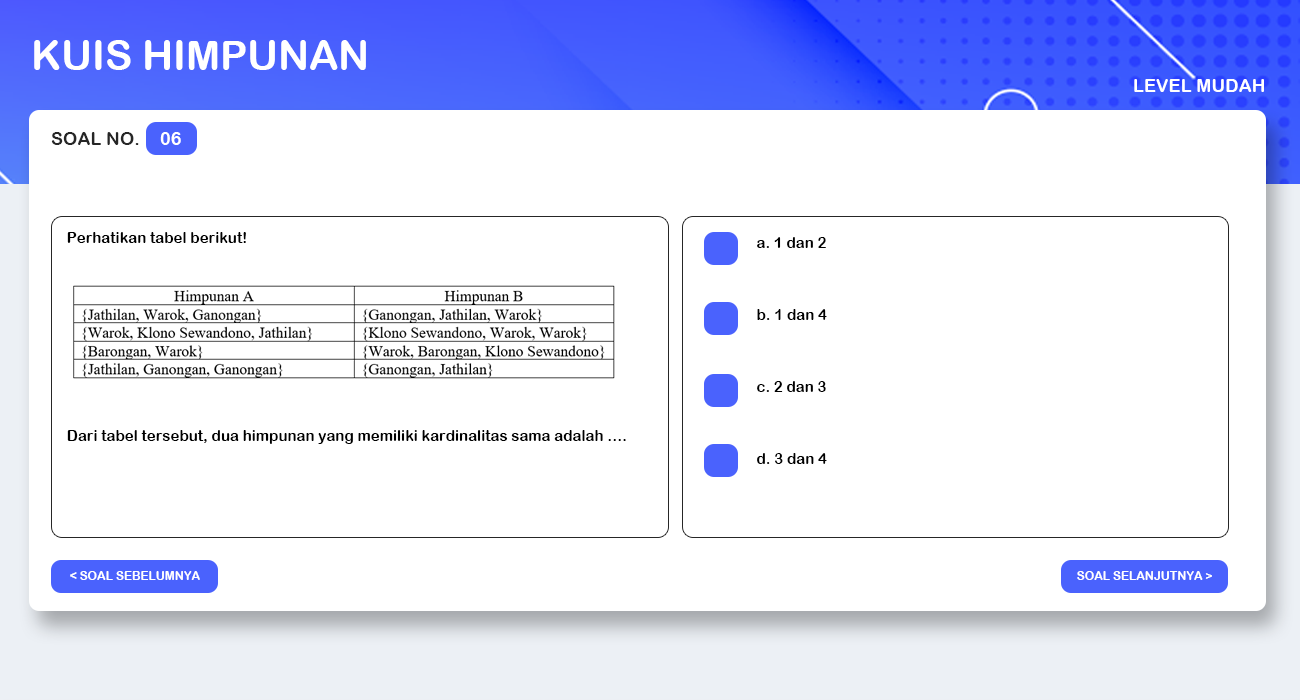 KUIS HIMPUNAN
LEVEL MUDAH
SOAL NO. 06
Perhatikan tabel berikut!
Himpunan A Himpunan B
{Jathilan, Warok, Ganongan} {Ganongan, Jathilan, Warok}
{Warok, Klono Sewandono, Jathilan} {Klono Sewandono, Warok, Warok}
{Barongan, Warok} {Warok, Barongan, Klono Sewandono}
{Jathilan, Ganongan, Ganongan} {Ganongan, Jathilan}
Dari tabel tersebut, dua himpunan yang memiliki kardinalitas sama adalah ....
a. 1 dan 2
b. 1 dan 4
c. 2 dan 3
d. 3 dan 4
< SOAL SEBELUMNYA
SOAL SELANJUTNYA >